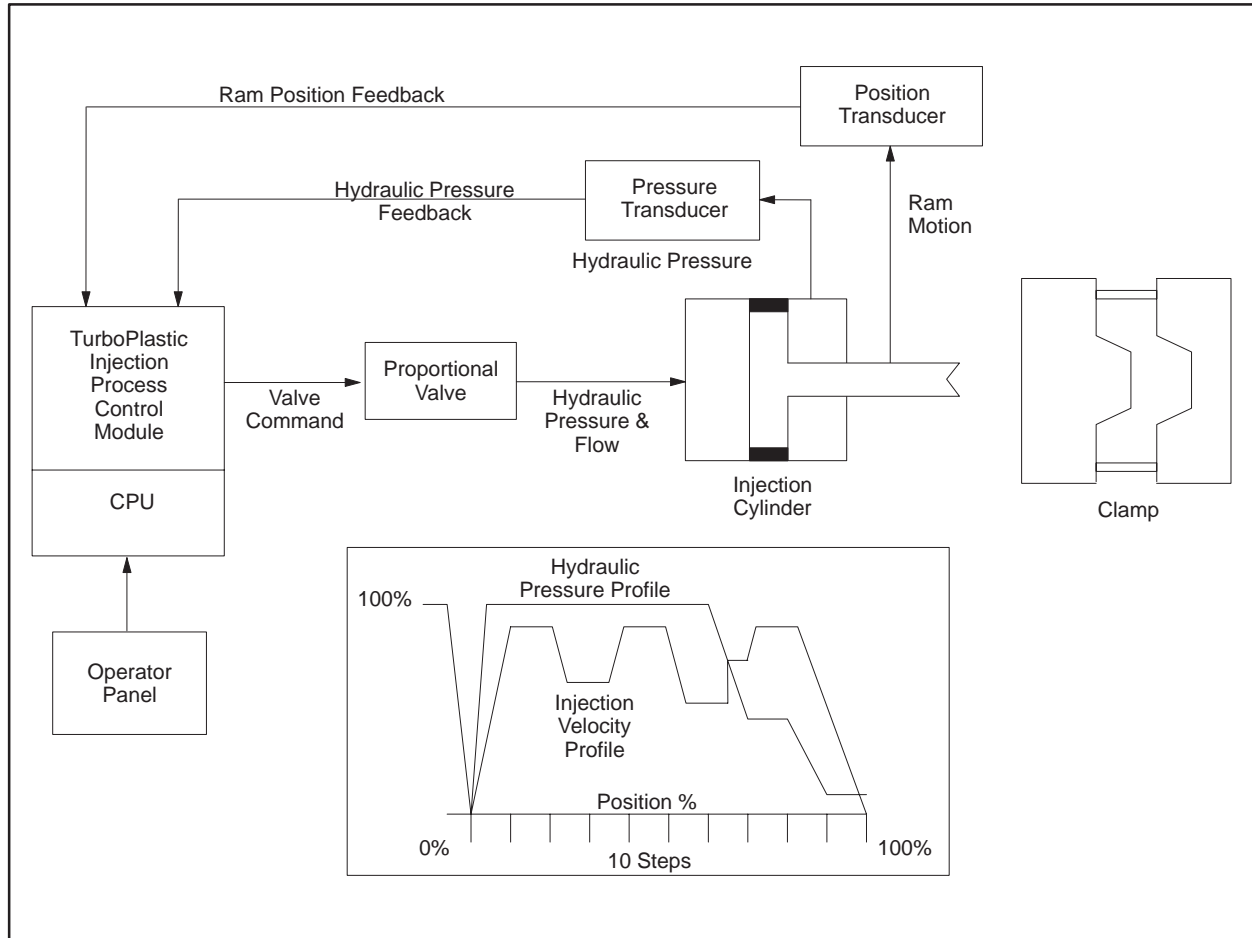 Ram Position Feedback
Position
Transducer
Hydraulic Pressure
Feedback
Pressure
Transducer
Ram
Motion
Hydraulic Pressure
TurboPlastic
Injection
Process
Control
Module
CPU
Valve
Command
Proportional
Valve
Hydraulic
Pressure &
Flow
Injection
Cylinder
Clamp
Operator
Panel
Hydraulic
Pressure Profile
100%
Injection
Velocity
Profile
Position %
0%
10 Steps
100%